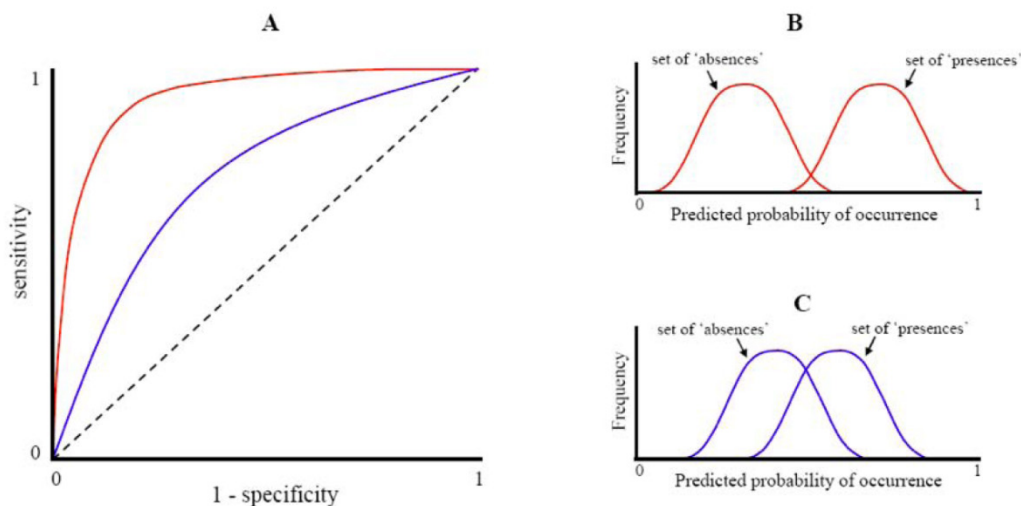 A
1
sensitivity
0
0
1 - specificity
1
B
set of 'absences'
set of 'presences'
Frequency
0
Predicted probability of occurrence
1
C
set of 'absences'
set of 'presences'
Frequency
0
Predicted probability of occurrence
1